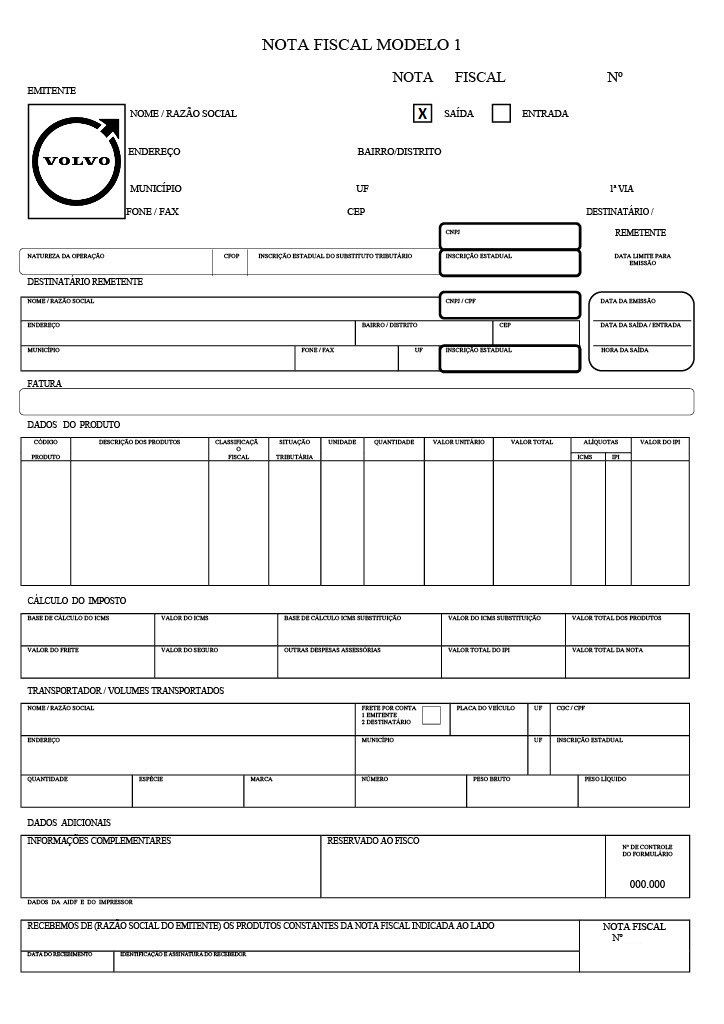 NOTA FISCAL MODELO 1
NOTA FISCAL Nº
EMITENTE
VOLVO
NOME / RAZÃO SOCIAL X SAÍDA ENTRADA
ENDEREÇO BAIRRO/DISTRITO
MUNICÍPIO UF 1ª VIA
FONE / FAX CEP DESTINATÁRIO /
CNPJ REMETENTE
NATUREZA DA OPERAÇÃO CFOP INSCRIÇÃO ESTADUAL DO SUBSTITUTO TRIBUTÁRIO INSCRIÇÃO ESTADUAL DATA LIMITE PARA
EMISSÃO
DESTINATÁRIO REMETENTE
NOME / RAZÃO SOCIAL CNPJ / CPF DATA DA EMISSÃO
ENDEREÇO BAIRRO / DISTRITO CEP DATA DA SAÍDA / ENTRADA
MUNICÍPIO FONE / FAX UF INSCRIÇÃO ESTADUAL HORA DA SAÍDA
FATURA
DADOS DO PRODUTO
CÓDIGO DESCRIÇÃO DOS PRODUTOS CLASSIFICAÇÃ SITUAÇÃO UNIDADE QUANTIDADE VALOR UNITÁRIO VALOR TOTAL ALÍQUOTAS VALOR DO IPI
O
PRODUTO FISCAL TRIBUTÁRIA ICMS IPI
CÁLCULO DO IMPOSTO
BASE DE CÁLCULO DO ICMS VALOR DO ICMS BASE DE CÁLCULO ICMS SUBSTITUIÇÃO VALOR DO ICMS SUBSTITUIÇÃO VALOR TOTAL DOS PRODUTOS
VALOR DO FRETE VALOR DO SEGURO OUTRAS DESPESAS ASSESSÓRIAS VALOR TOTAL DO IPI VALOR TOTAL DA NOTA
TRANSPORTADOR / VOLUMES TRANSPORTADOS
NOME / RAZÃO SOCIAL FRETE POR CONTA PLACA DO VEÍCULO UF CGC / CPF
1 EMITENTE
2 DESTINATÁRIO
ENDEREÇO MUNICÍPIO UF INSCRIÇÃO ESTADUAL
QUANTIDADE ESPÉCIE MARCA NÚMERO PESO BRUTO PESO LÍQUIDO
DADOS ADICIONAIS
INFORMAÇÕES COMPLEMENTARES RESERVADO AO FISCO Nº DE CONTROLE
DO FORMULÁRIO
000.000
DADOS DA AIDF E DO IMPRESSOR
RECEBEMOS DE (RAZÃO SOCIAL DO EMITENTE) OS PRODUTOS CONSTANTES DA NOTA FISCAL INDICADA AO LADO NOTA FISCAL
Nº
DATA DO RECEBIMENTO IDENTIFICAÇÃO E ASSINATURA DO RECEBEDOR